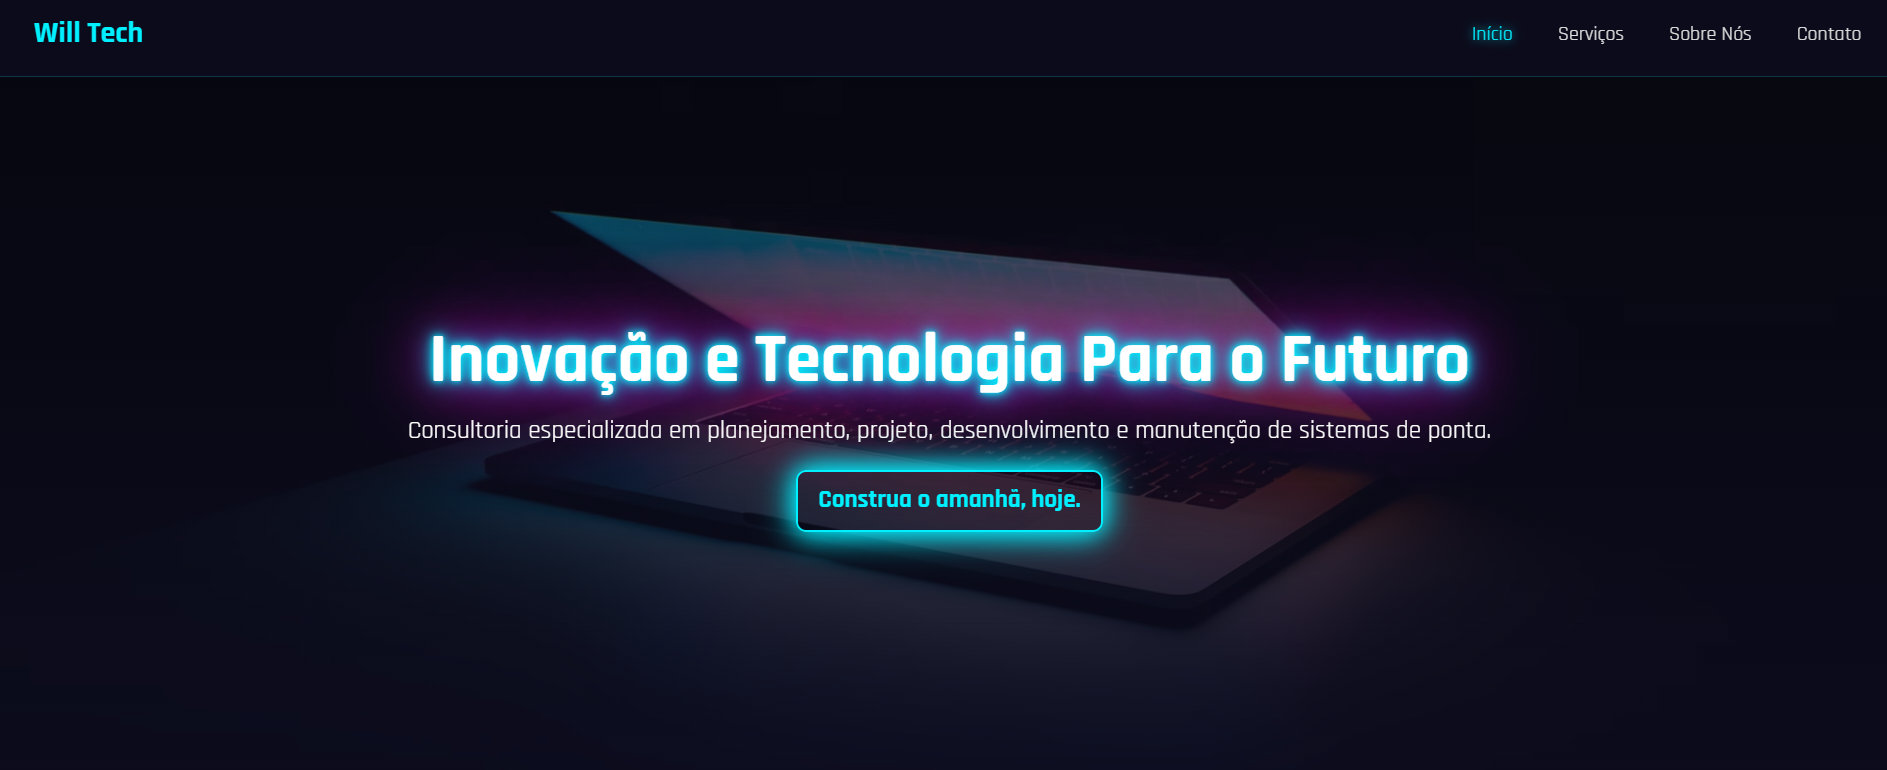 Will Tech
Início Serviços Sobre Nós Contato
Inovação e Tecnologia Para o Futuro
Consultoria especializada em planejamento, projeto, desenvolvimento e manutenção de sistemas de ponta.
Construa o amanhã, hoje.